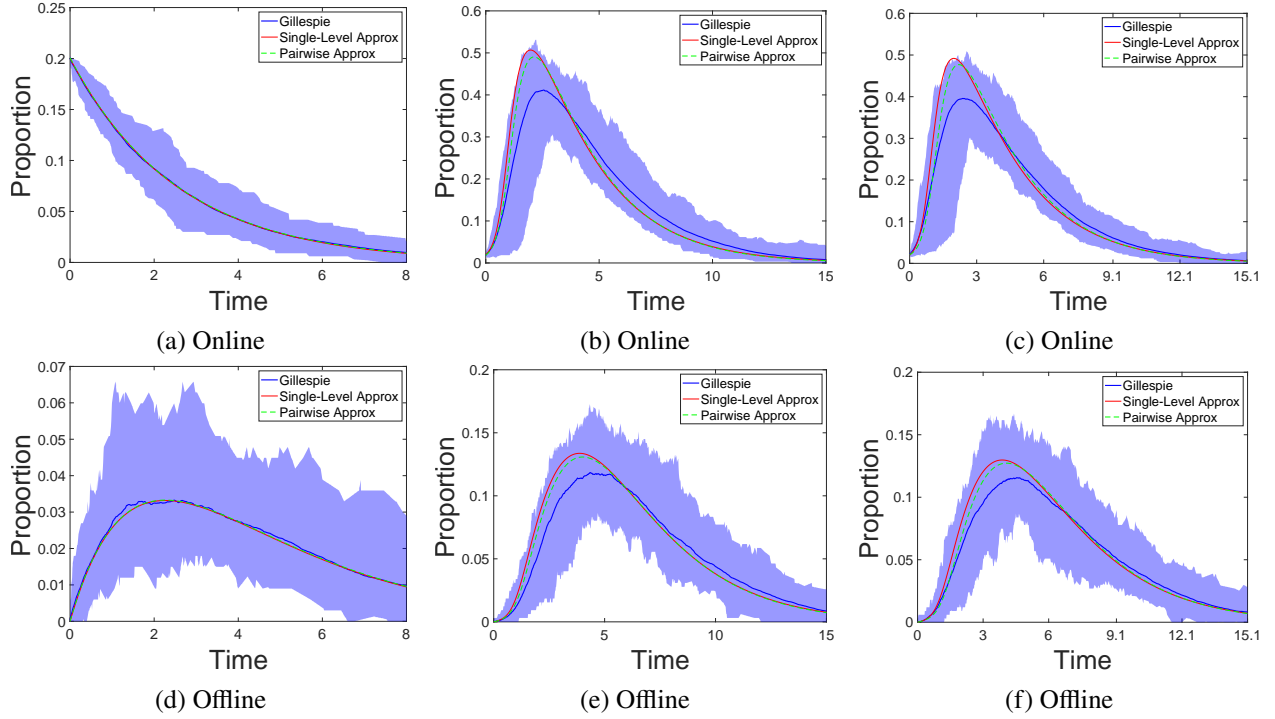 0.25
0.2
0.15
0.1
0.05
0
Proportion
0 2 4 6 8
Time
Gillespie
Single-Level Approx
Pairwise Approx
(a) Online
0.6
0.5
0.4
0.3
0.2
0.1
0
Proportion
0 5 10 15
Time
Gillespie
Single-Level Approx
Pairwise Approx
(b) Online
0.6
0.5
0.4
0.3
0.2
0.1
0
Proportion
0 3 6 9.1 12.1 15.1
Time
Gillespie
Single-Level Approx
Pairwise Approx
(c) Online
0.07
0.06
0.05
0.04
0.03
0.02
0.01
0
Proportion
0 2 4 6 8
Time
Gillespie
Single-Level Approx
Pairwise Approx
(d) Offline
0.2
0.15
0.1
0.05
0
Proportion
0 5 10 15
Time
Gillespie
Single-Level Approx
Pairwise Approx
(e) Offline
0.2
0.15
0.1
0.05
0
Proportion
0 3 6 9.1 12.1 15.1
Time
Gillespie
Single-Level Approx
Pairwise Approx
(f) Offline